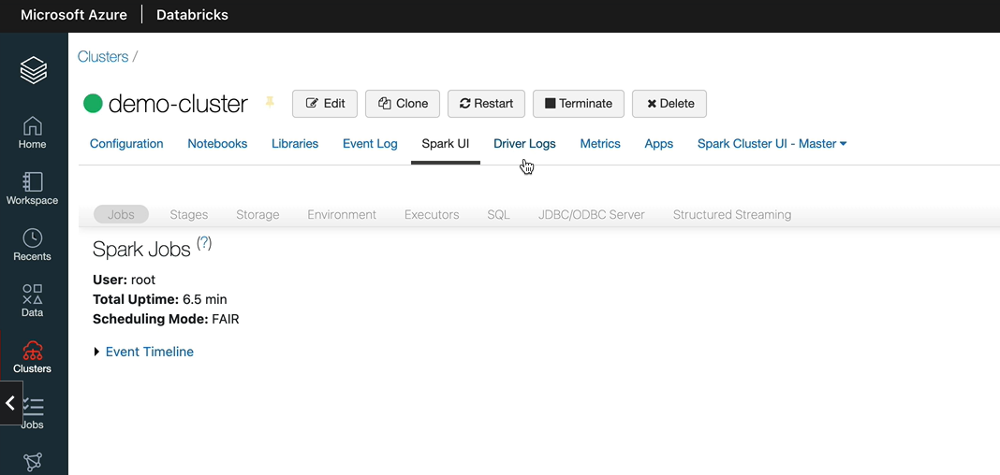 Microsoft Azure | Databricks
Clusters /
demo-cluster Edit Clone Restart Terminate Delete
Configuration Notebooks Libraries Event Log Spark UI Driver Logs Metrics Apps Spark Cluster UI - Master
Jobs Stages Storage Environment Executors SQL JDBC/ODBC Server Structured Streaming
Spark Jobs (?)
User: root
Total Uptime: 6.5 min
Scheduling Mode: FAIR
Event Timeline
Home
Workspace
Recents
Data
Clusters
Jobs